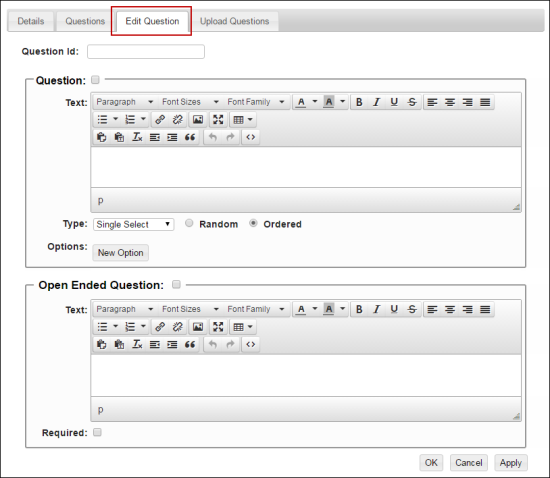 Details Questions Edit Question Upload Questions
Question Id:
Question:
Text: Paragraph Font Sizes Font Family A A B I U S
p
Type: Single Select Random Ordered
Options: New Option
Open Ended Question:
Text: Paragraph Font Sizes Font Family A A B I U S
p
Required:
OK Cancel Apply